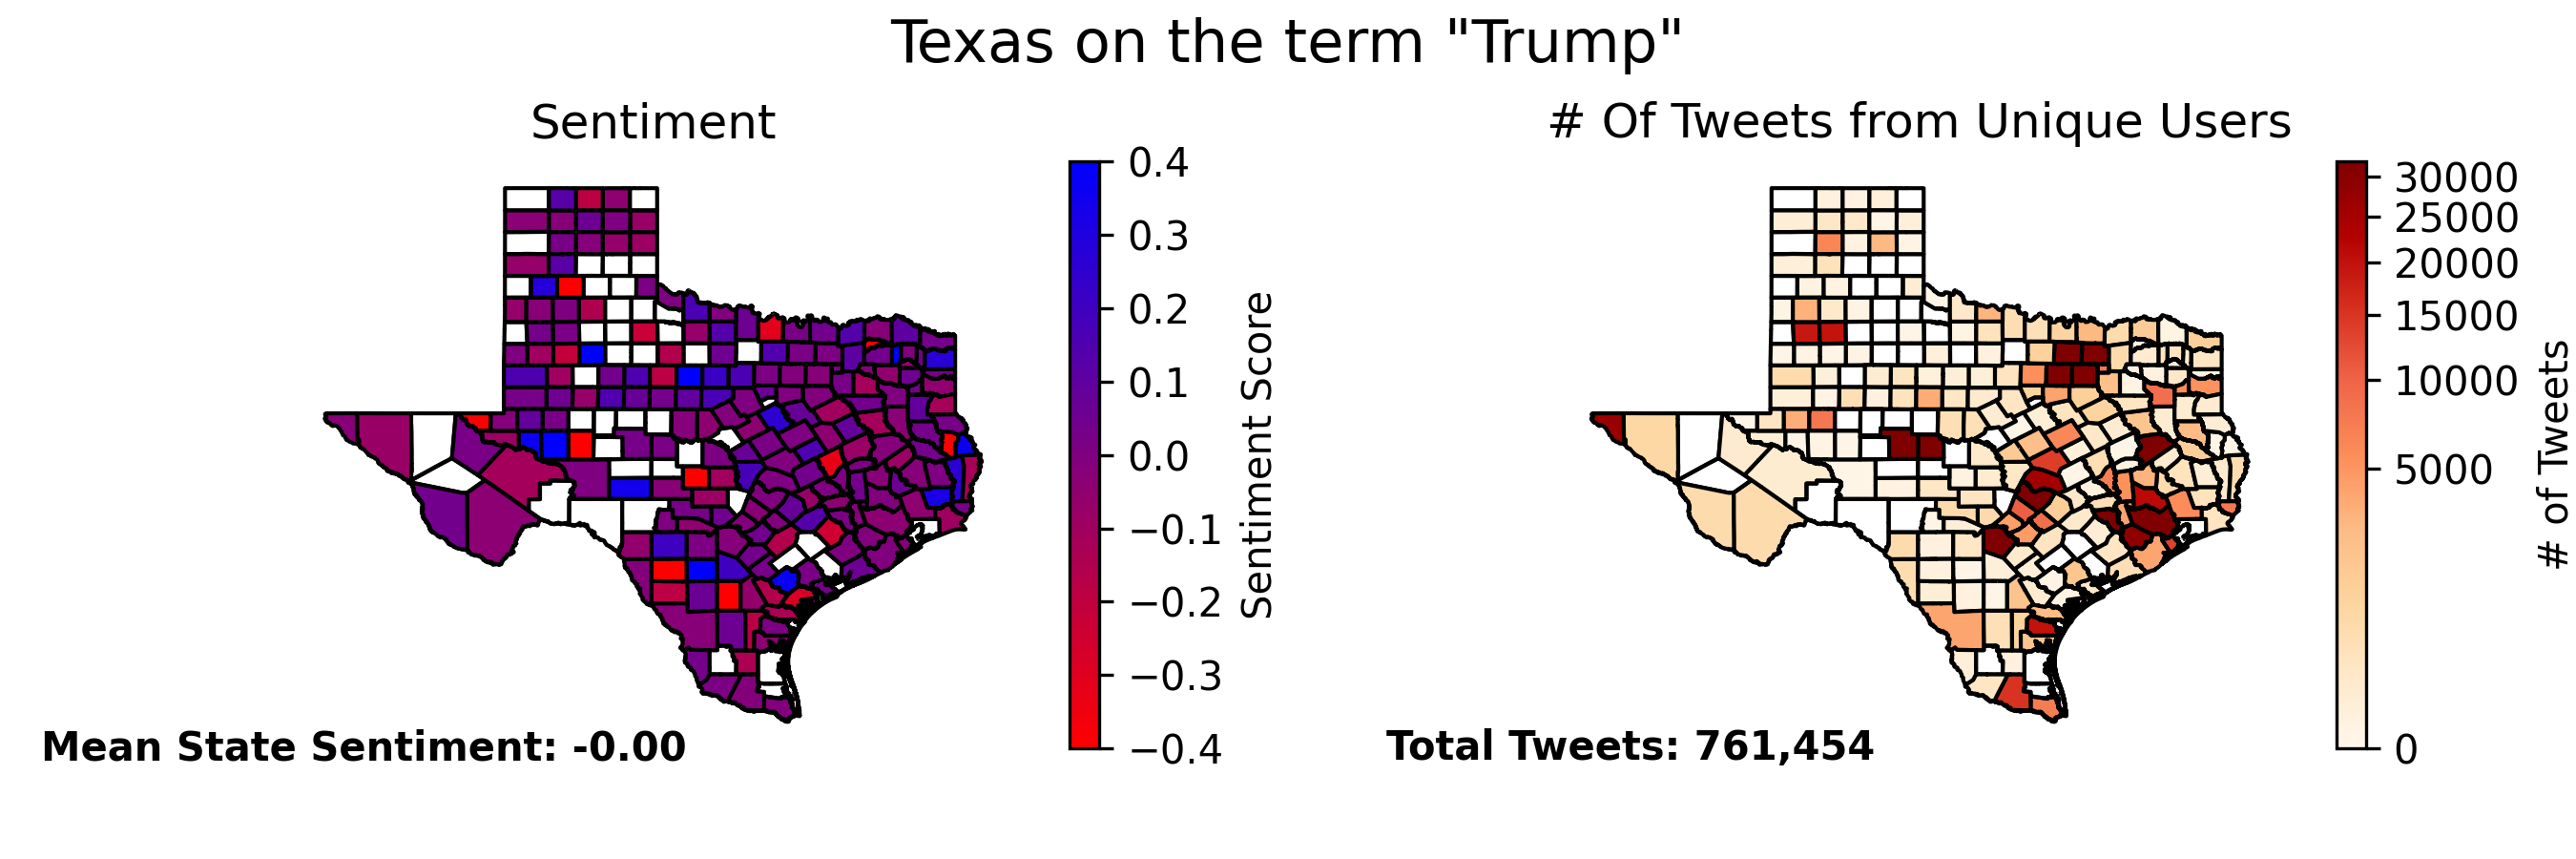 Texas on the term "Trump"
Sentiment
0.4
0.3
0.2
0.1
0.0
−0.1
−0.2
−0.3
−0.4
Sentiment Score
Mean State Sentiment: -0.00
# Of Tweets from Unique Users
30000
25000
20000
15000
10000
5000
0
# of Tweets
Total Tweets: 761,454